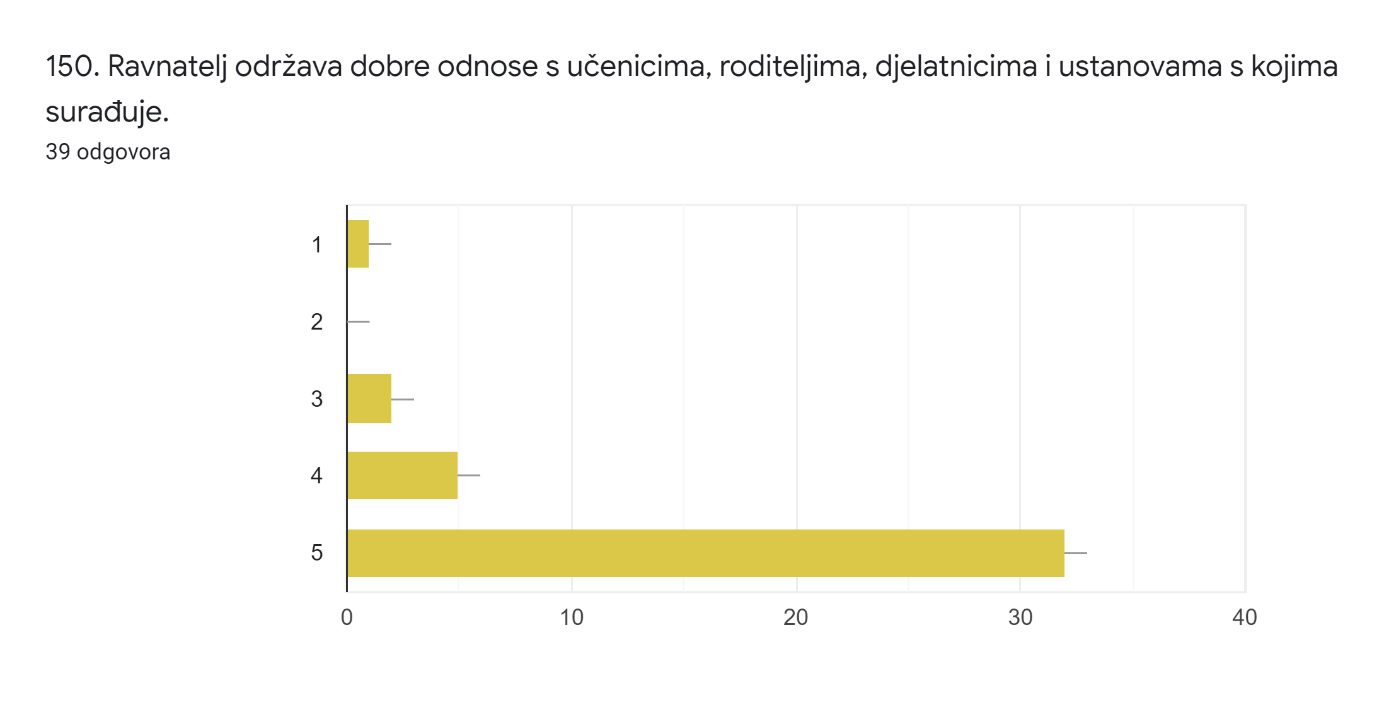 150. Ravnatelj održava dobre odnose s učenicima, roditeljima, djelatnicima i ustanovama s kojima
surađuje.
39 odgovora
1
2
3
4
5
0 10 20 30 40